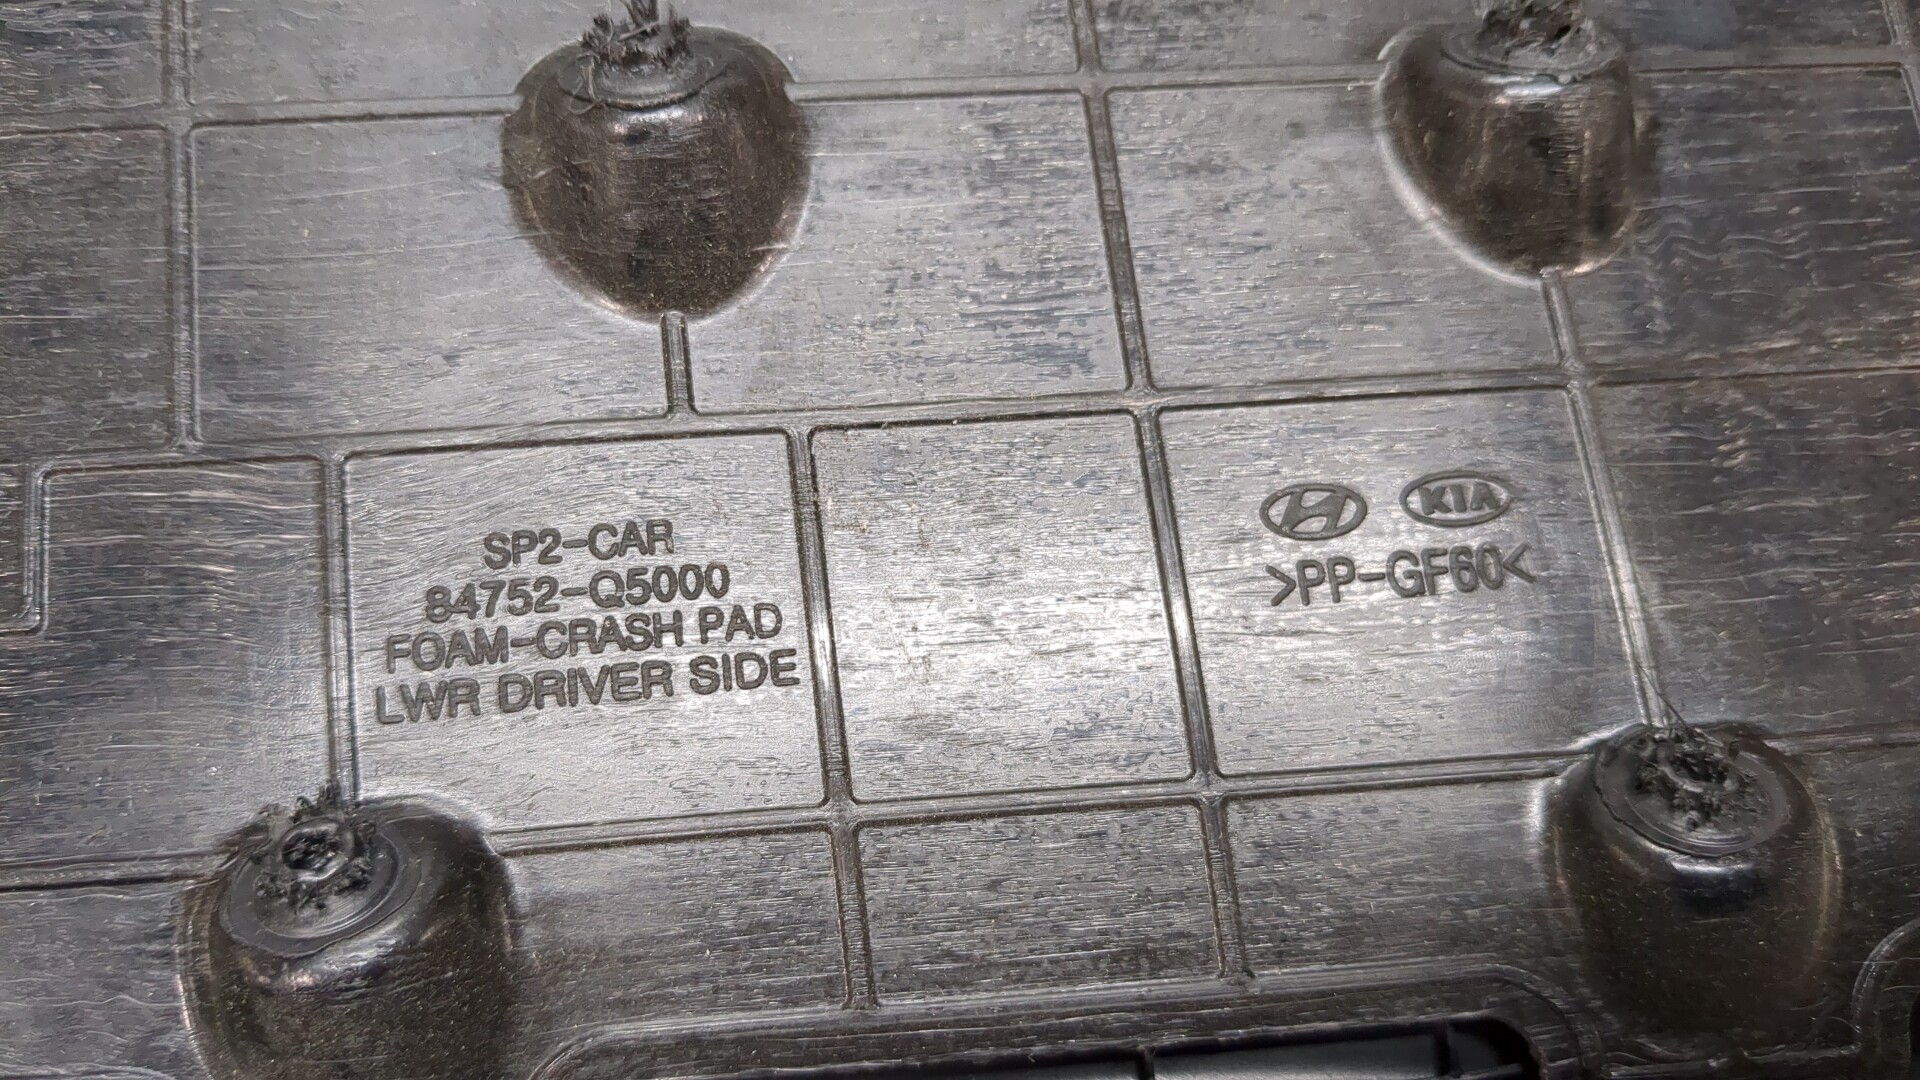 SP2-CAR
84752-Q5000
FOAM-CRASH PAD
LWR DRIVER SIDE
KIA
>PP-GF60<